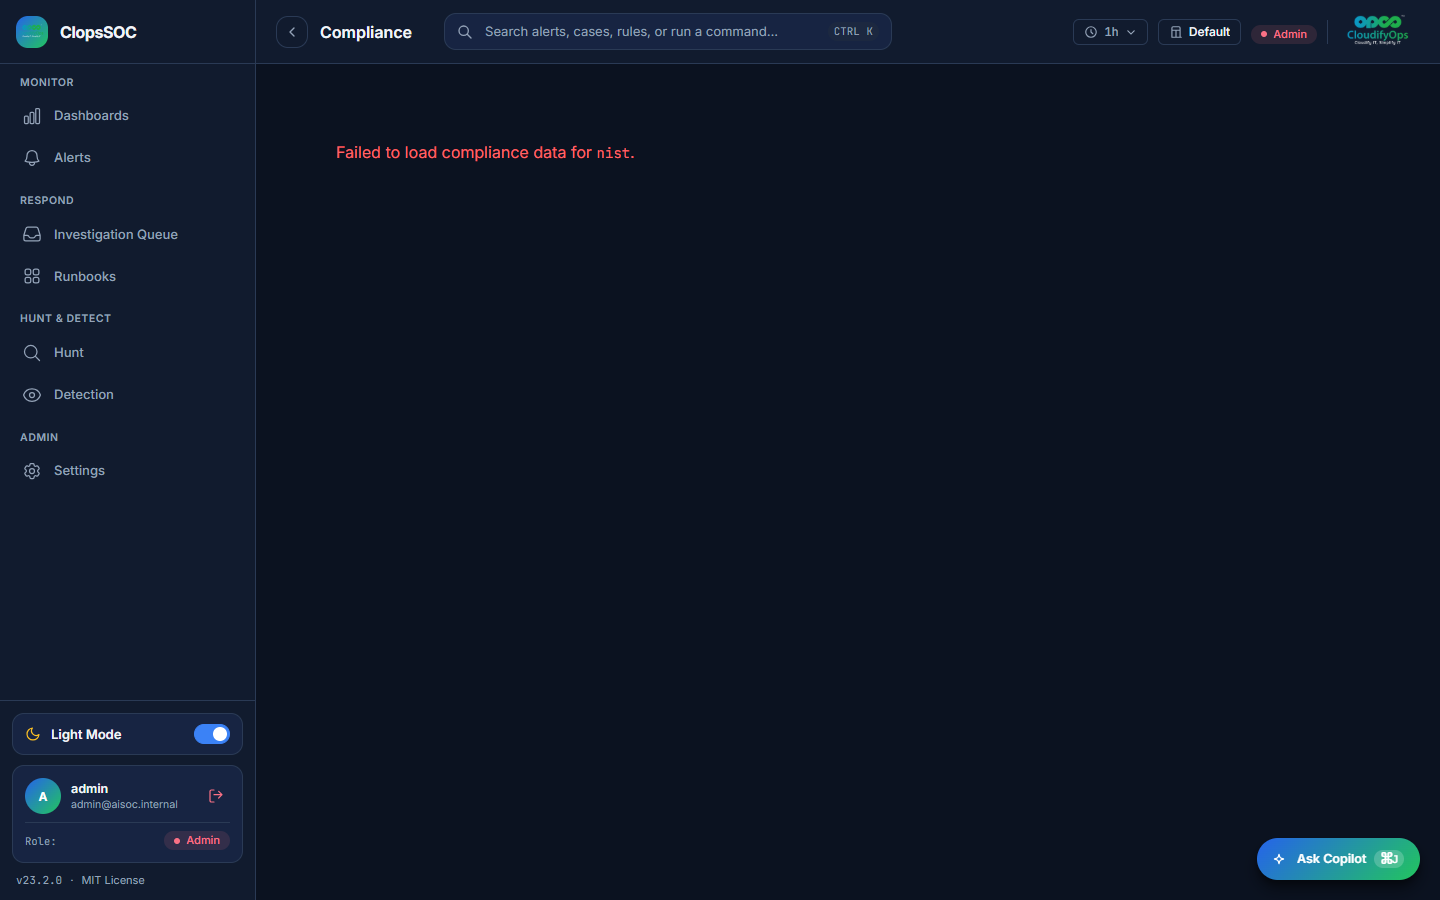 ClopsSOC
Compliance
Search alerts, cases, rules, or run a command...
CTRL K
1h
Default
Admin
CloudifyOps
MONITOR
Dashboards
Alerts
RESPOND
Investigation Queue
Runbooks
HUNT & DETECT
Hunt
Detection
ADMIN
Settings
Failed to load compliance data for nist.
Light Mode
A
admin
admin@aisoc.internal
Role:
Admin
v23.2.0 · MIT License
Ask Copilot
⌘J